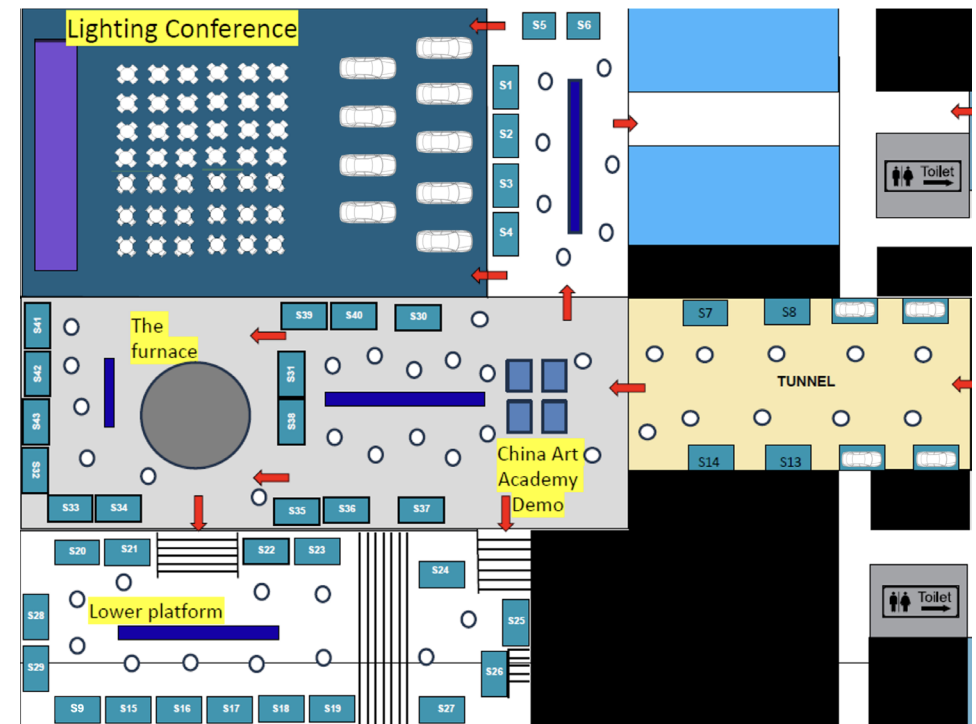 Lighting Conference
S5
S6
S1
S2
S3
S4
Toilet
S41
S42
S43
S32
The
furnace
S39
S40
S30
S31
S38
S33
S34
S35
S36
S37
China Art
Academy
Demo
S7
S8
TUNNEL
S14
S13
S20
S21
S22
S23
S24
S28
Lower platform
S29
S25
S26
S9
S15
S16
S17
S18
S19
S27
Toilet